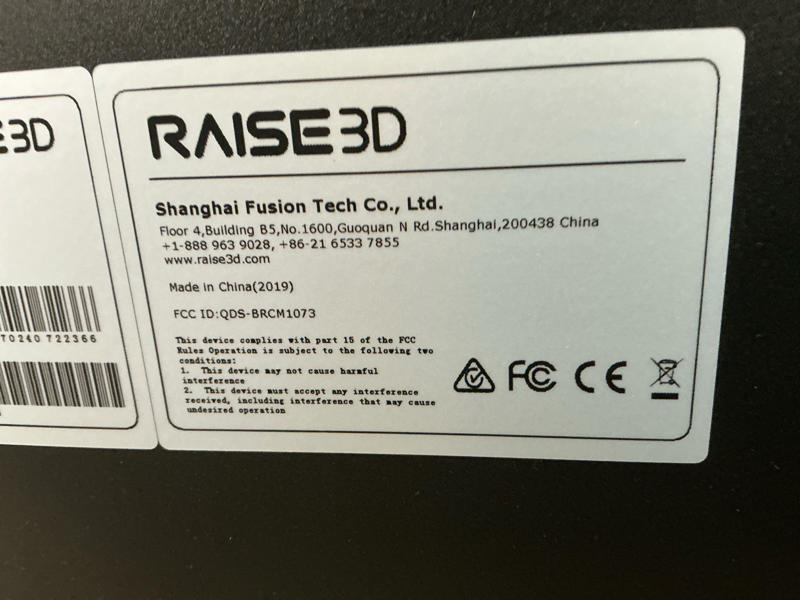 3D
RAISE3D
Shanghai Fusion Tech Co., Ltd.
Floor 4,Building B5,No.1600,Guoquan N Rd.Shanghai,200438 China
+1-888 963 9028, +86-21 6533 7855
www.raise3d.com
Made in China(2019)
FCC ID:QDS-BRCM1073
This device complies with part 15 of the FCC
Rules Operation is subject to the following two
conditions:
1. This device may not cause harmful
interference
2. This device must accept any interference
received, including interference that may cause
undesired operation
FC CE
70240 722366